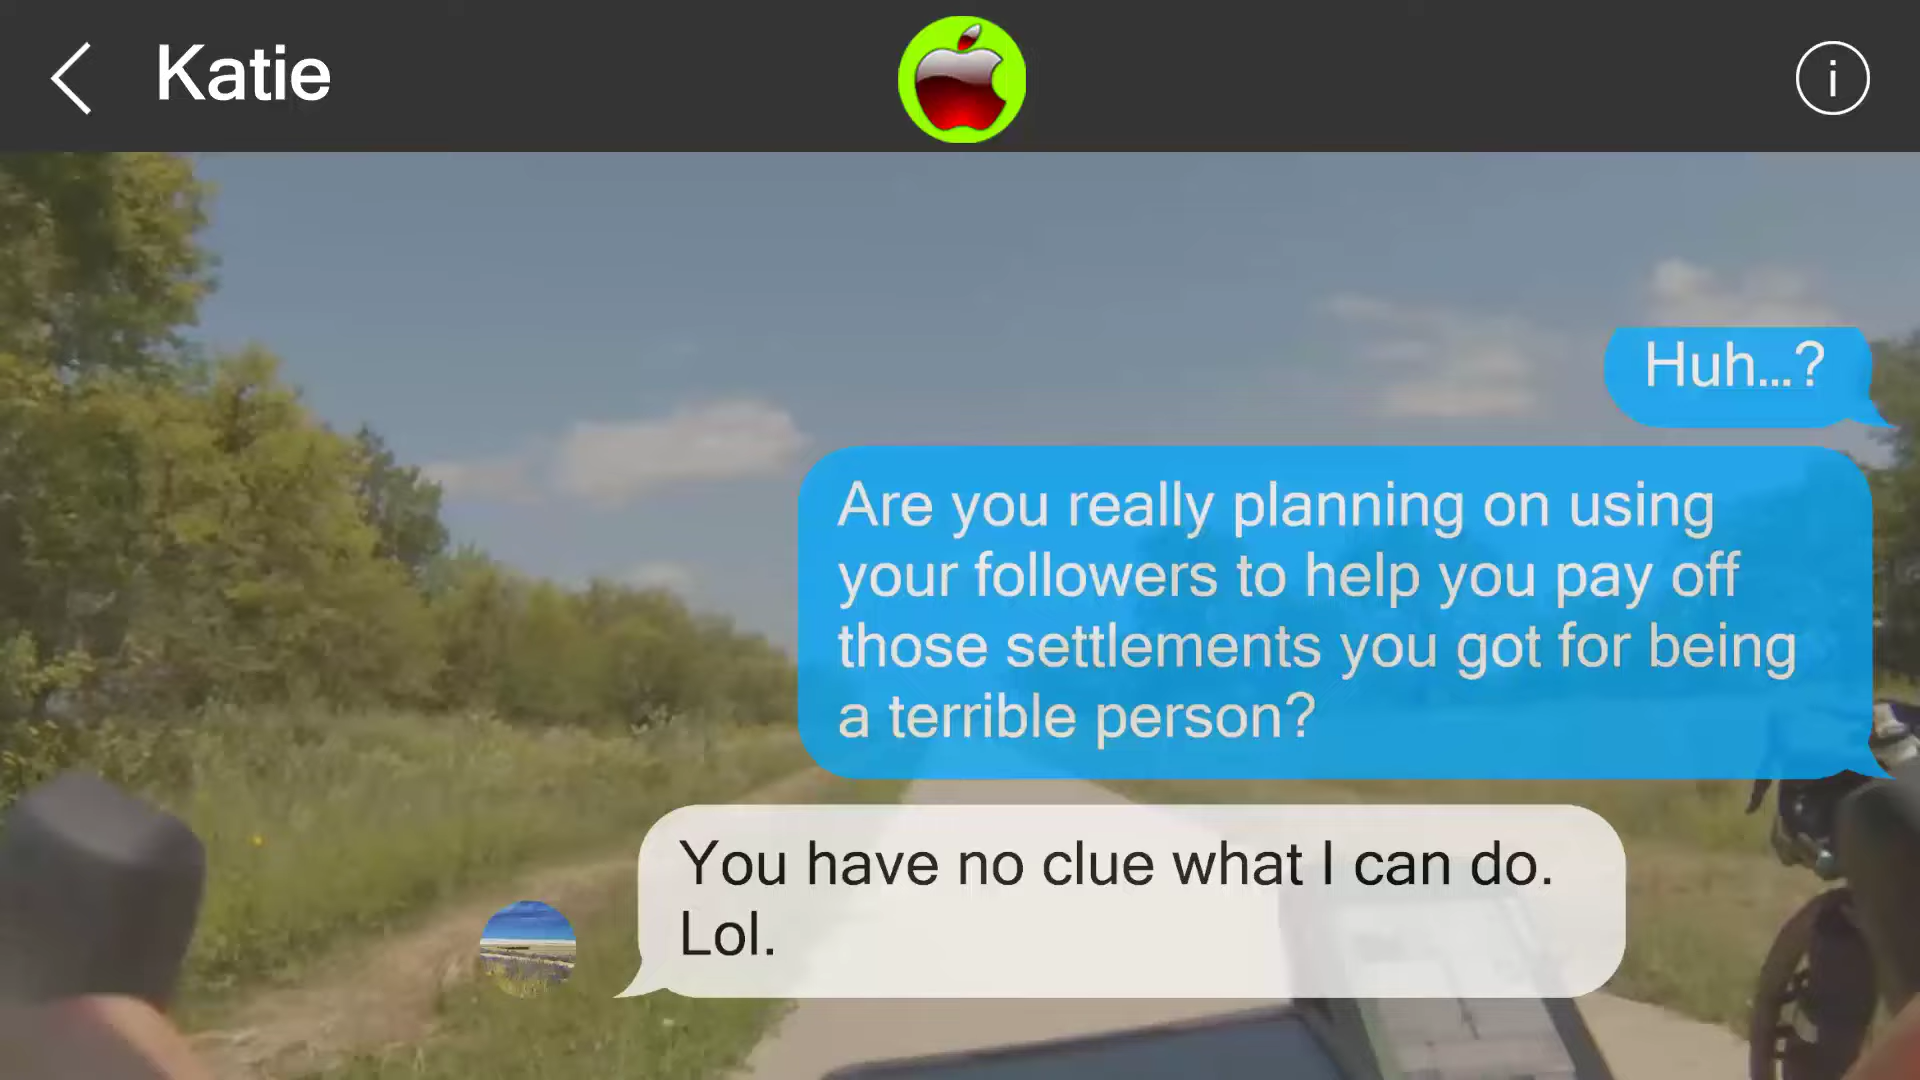 Katie
i
Huh...?
Are you really planning on using
your followers to help you pay off
those settlements you got for being
a terrible person?
You have no clue what I can do.
Lol.